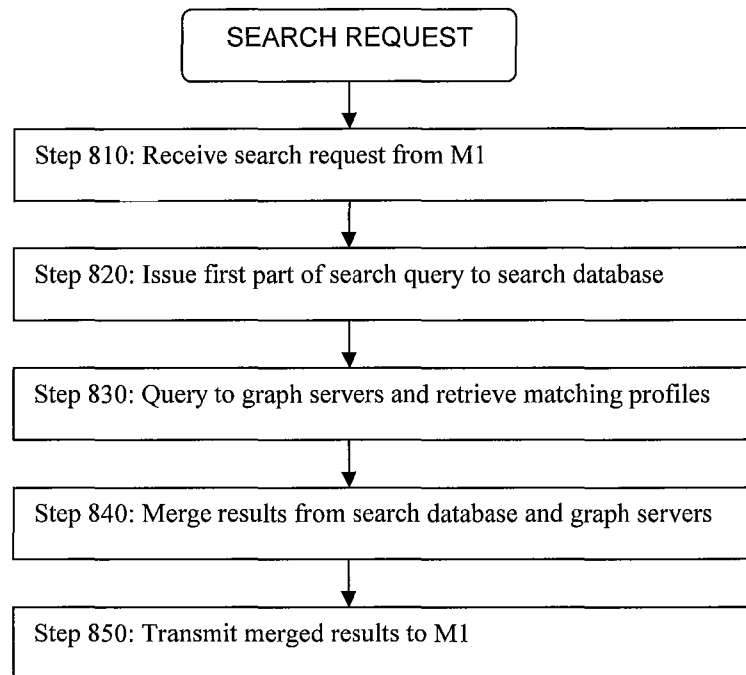 SEARCH REQUEST
Step 810: Receive search request from M1
Step 820: Issue first part of search query to search database
Step 830: Query to graph servers and retrieve matching profiles
Step 840: Merge results from search database and graph servers
Step 850: Transmit merged results to M1